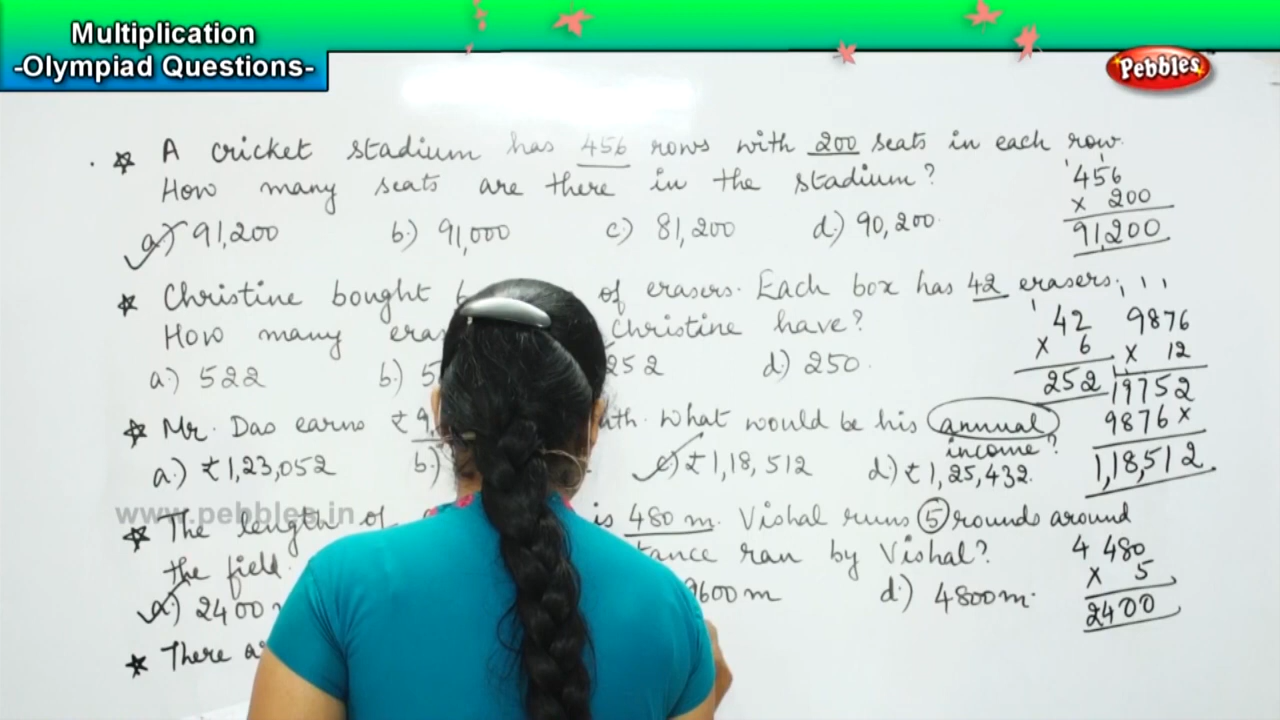 Multiplication
-Olympiad Questions-
Pebbles
☆ A cricket stadium has 456 rows with 200 seats in each row.
How many seats are there in the stadium?
a.) 91,200 b.) 91,000 c.) 81,200 d.) 90,200.
456
x 200
91,200
☆ Christine bought 6 of erasers. Each box has 42 erasers.
How many Christine have?
a.) 522 b.) 252 d.) 250.
42
x 6
252
9876
x 12
19752
9876x
1,18,512
☆ Mr. Das earns ₹ What would be his annual
income?
a.) ₹1,23,052 b.) c.) ₹1,18,512 d.) ₹1,25,432.
www.pebbles.in
☆ The length of is 480 m. Vishal runs 5 rounds around
the field. ran by Vishal?
a.) 2400 9600 m d.) 4800m.
4 480
x 5
2400
☆ There